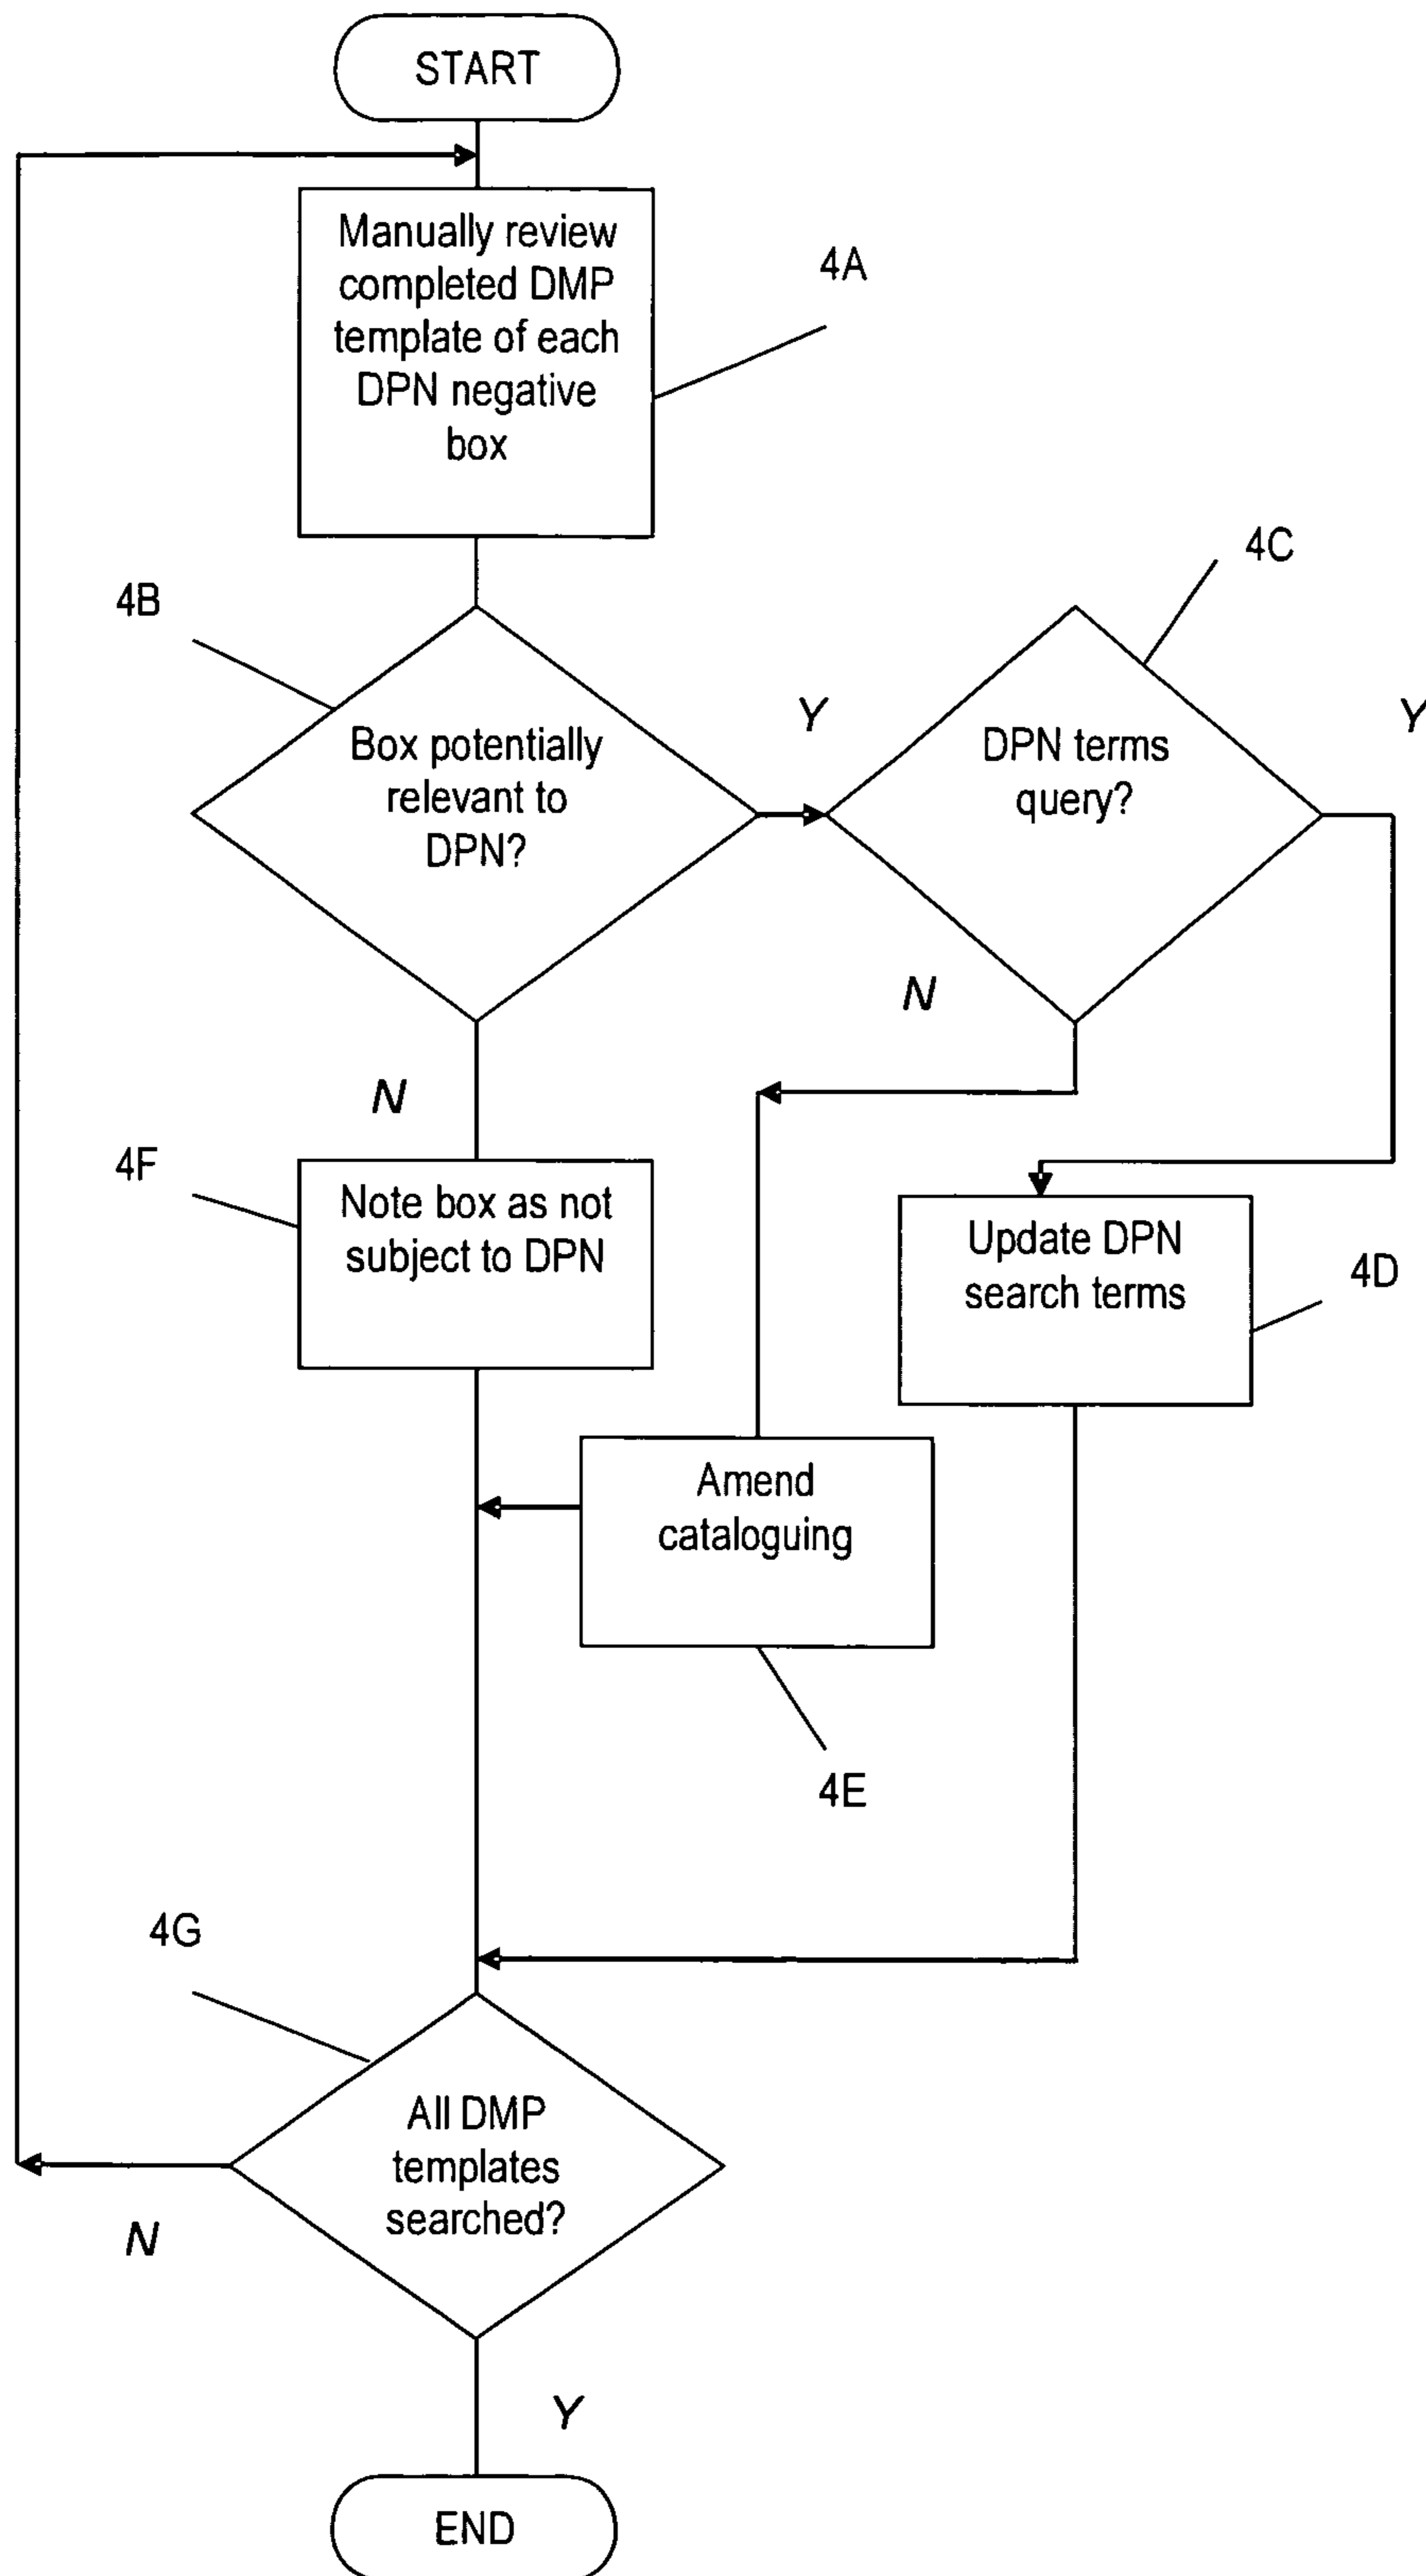 START
Manually review
completed DMP
template of each
DPN negative
box
4A
4C
4B
Y
Y
Box potentially
relevant to
DPN?
DPN terms
query?
N
N
4F
Note box as not
subject to DPN
Update DPN
search terms
4D
Amend
cataloguing
4E
4G
All DMP
templates
searched?
N
Y
END